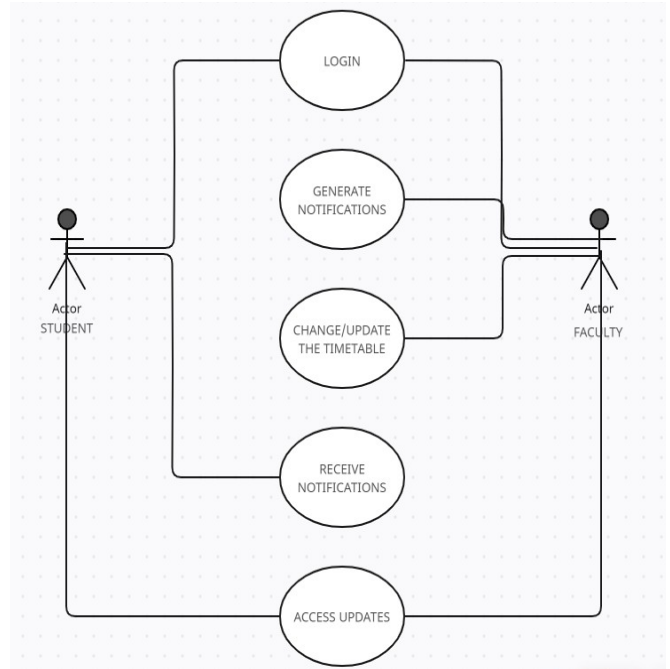 LOGIN
GENERATE
NOTIFICATIONS
Actor
STUDENT
Actor
FACULTY
CHANGE/UPDATE
THE TIMETABLE
RECEIVE
NOTIFICATIONS
ACCESS UPDATES